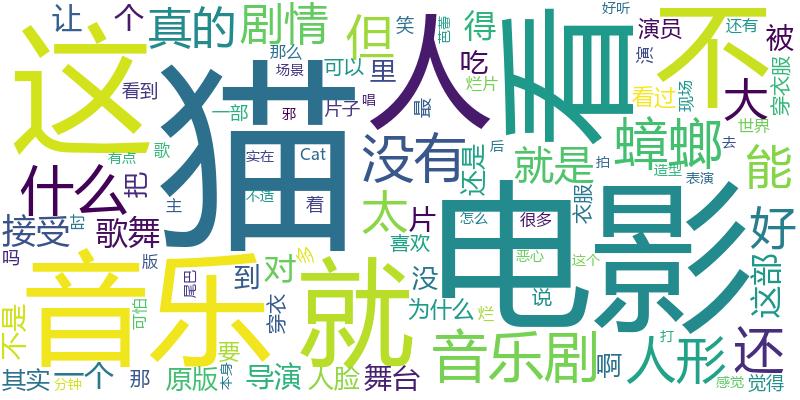 让
个
真的
剧情
但
笑
芭蕾
得
好听
还有
演员
被
这
猫
人
看
不
那么
场景
可以
里
吃
演
看到
一部
邪
片子
唱
最
烂片
看过
现场
大
穿衣服
有点
歌
实在
Cat
没有
还是
后
就是
蟑螂
世界
去
能
什么
把
主
不适
着
太
片
拍
造型
表演
接受
时
歌舞
喜欢
怎么
很多
衣服
电影
好
吗
版
到
对
多
没
恶心
这个
这部
不是
可怕
音乐
尾巴
穿衣
就
为什么
烂
说
音乐剧
啊
打
人形
还
其实
一个
分钟
那
原版
本身
要
导演
人脸
舞台
感觉
觉得